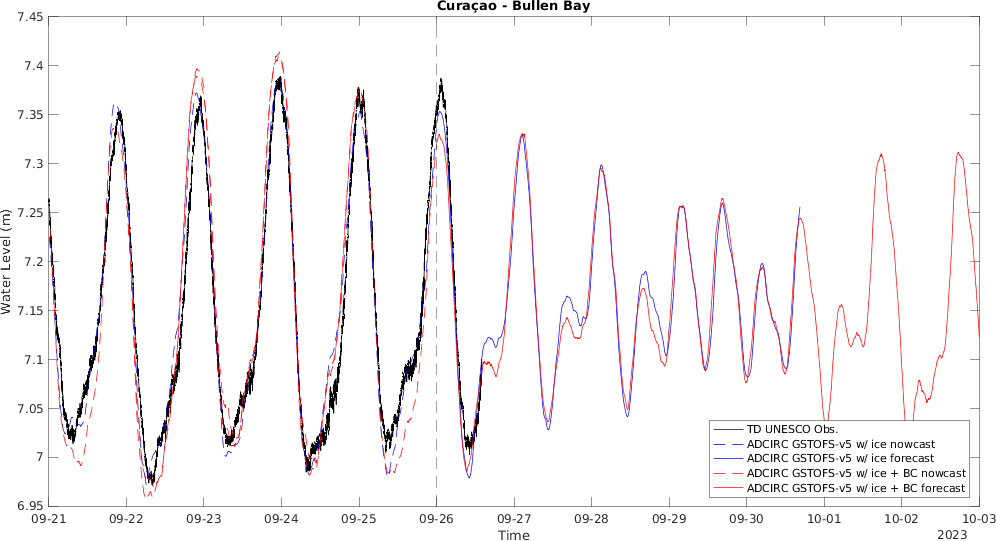 Curaçao - Bullen Bay
7.45
7.4
7.35
7.3
7.25
7.2
7.15
7.1
7.05
7
6.95
Water Level (m)
TD UNESCO Obs.
ADCIRC GSTOFS-v5 w/ ice nowcast
ADCIRC GSTOFS-v5 w/ ice forecast
ADCIRC GSTOFS-v5 w/ ice + BC nowcast
ADCIRC GSTOFS-v5 w/ ice + BC forecast
09-21 09-22 09-23 09-24 09-25 09-26 09-27 09-28 09-29 09-30 10-01 10-02 10-03
Time
2023